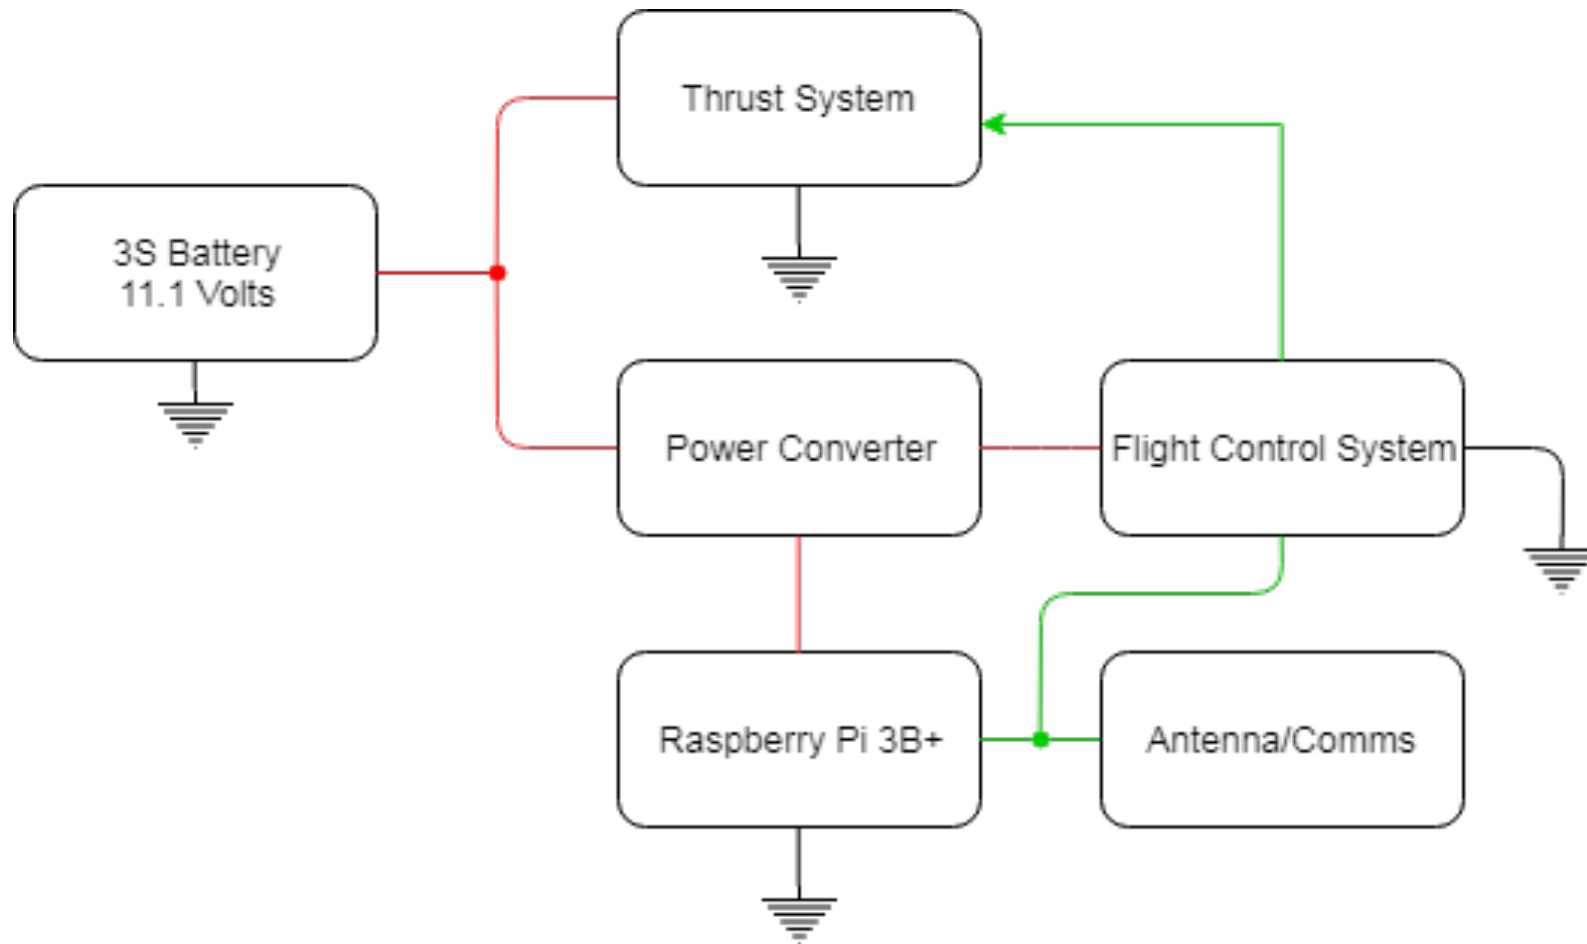 Thrust System
3S Battery
11.1 Volts
Power Converter
Flight Control System
Raspberry Pi 3B+
Antenna/Comms